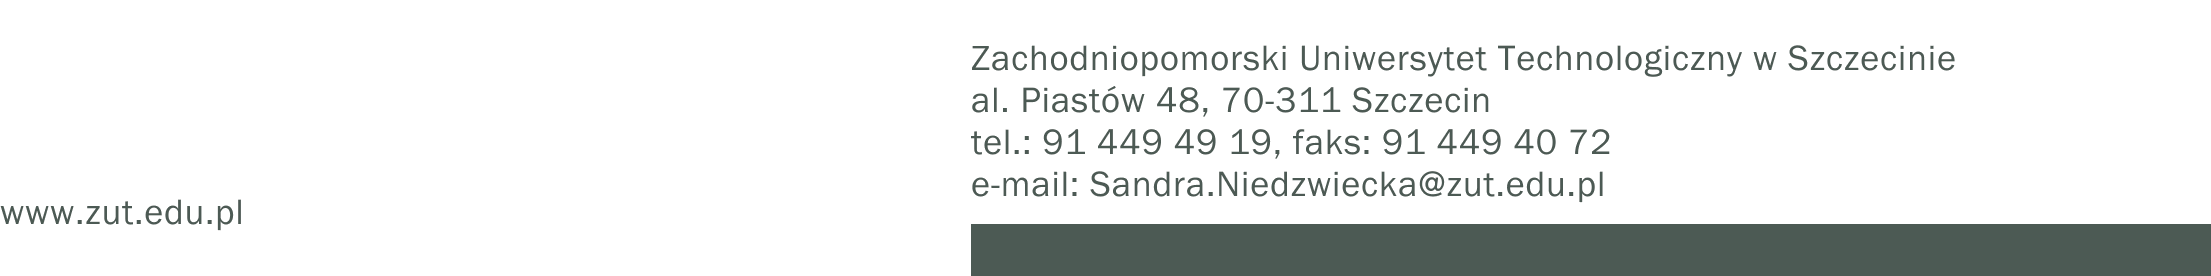 Zachodniopomorski Uniwersytet Technologiczny w Szczecinie
al. Piastów 48, 70-311 Szczecin
tel.: 91 449 49 19, faks: 91 449 40 72
e-mail: Sandra.Niedzwiecka@zut.edu.pl
www.zut.edu.pl